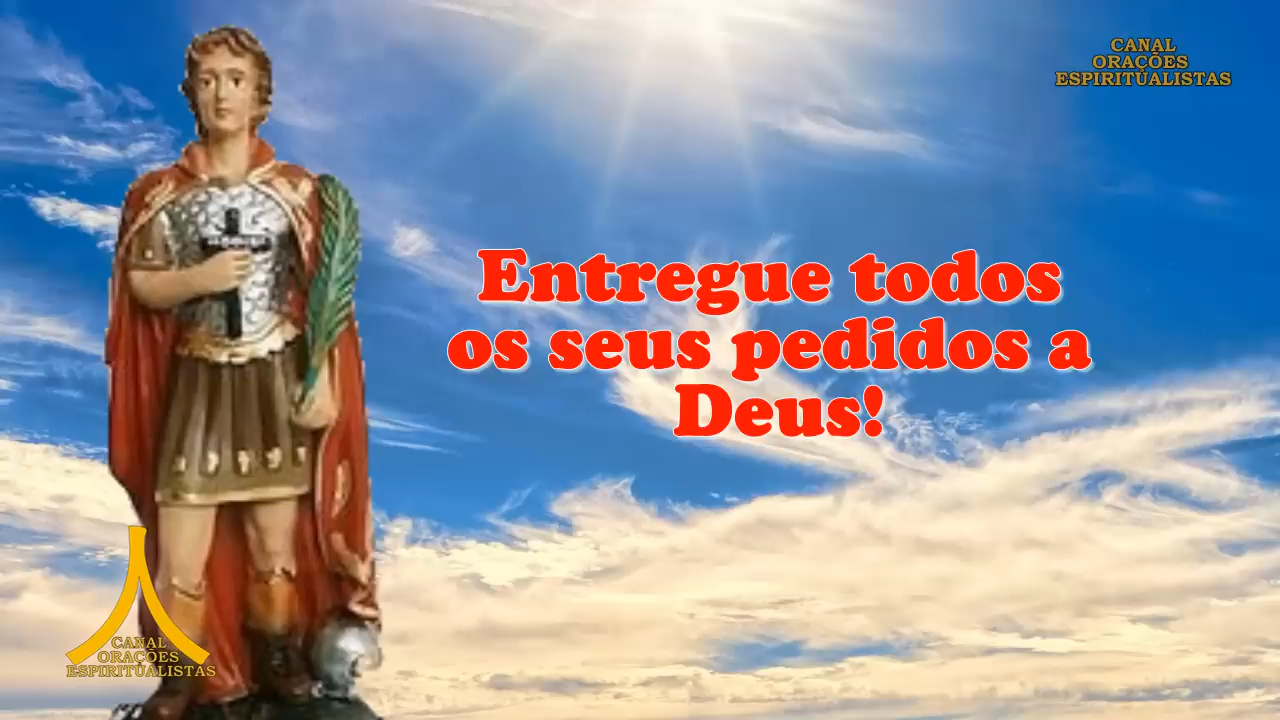 CANAL
ORAÇÕES
ESPIRITUALISTAS
Entregue todos
os seus pedidos a
Deus!
CANAL
ORAÇÕES
ESPIRITUALISTAS